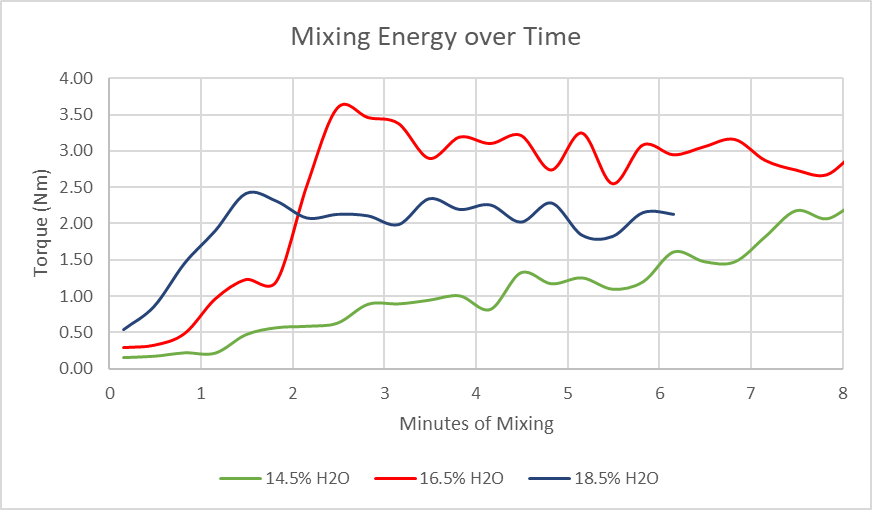 Mixing Energy over Time
4.00
3.50
3.00
2.50
2.00
1.50
1.00
0.50
0.00
Torque (Nm)
0 1 2 3 4 5 6 7 8
Minutes of Mixing
14.5% H2O 16.5% H2O 18.5% H2O